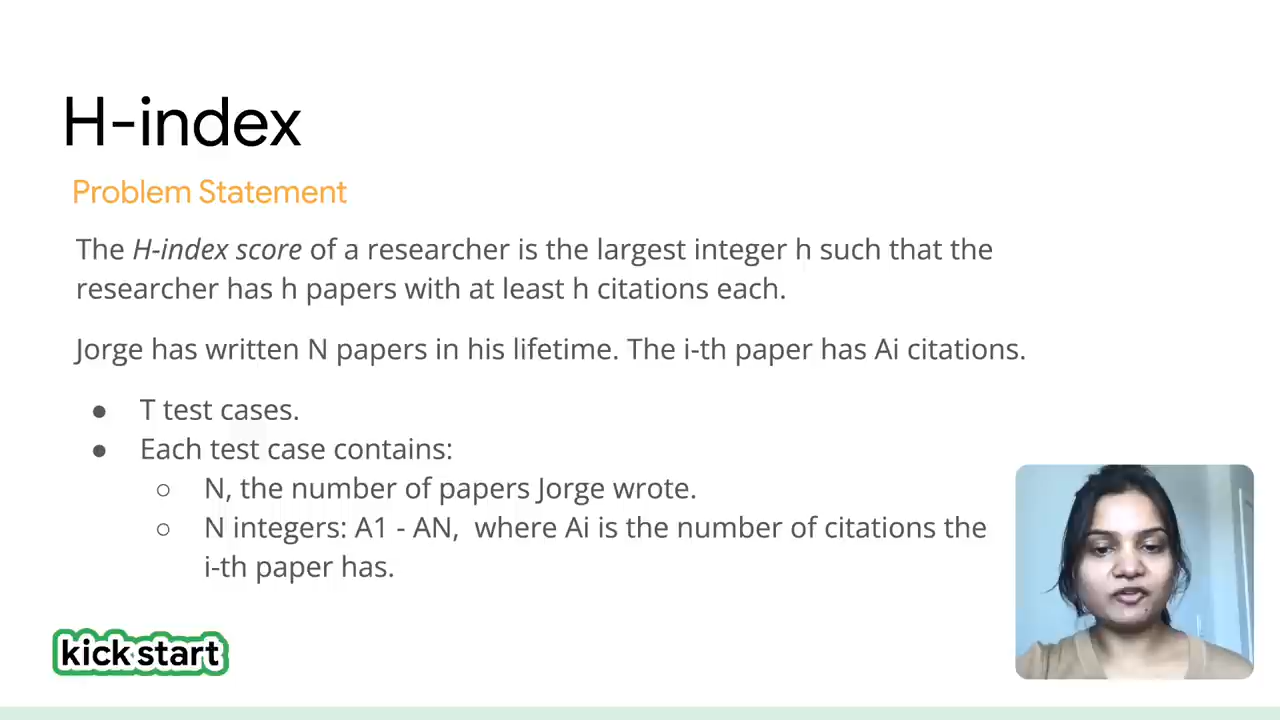 H-index
Problem Statement
The H-index score of a researcher is the largest integer h such that the
researcher has h papers with at least h citations each.
Jorge has written N papers in his lifetime. The i-th paper has Ai citations.
● T test cases.
● Each test case contains:
○ N, the number of papers Jorge wrote.
○ N integers: A1 - AN, where Ai is the number of citations the
i-th paper has.
kick start